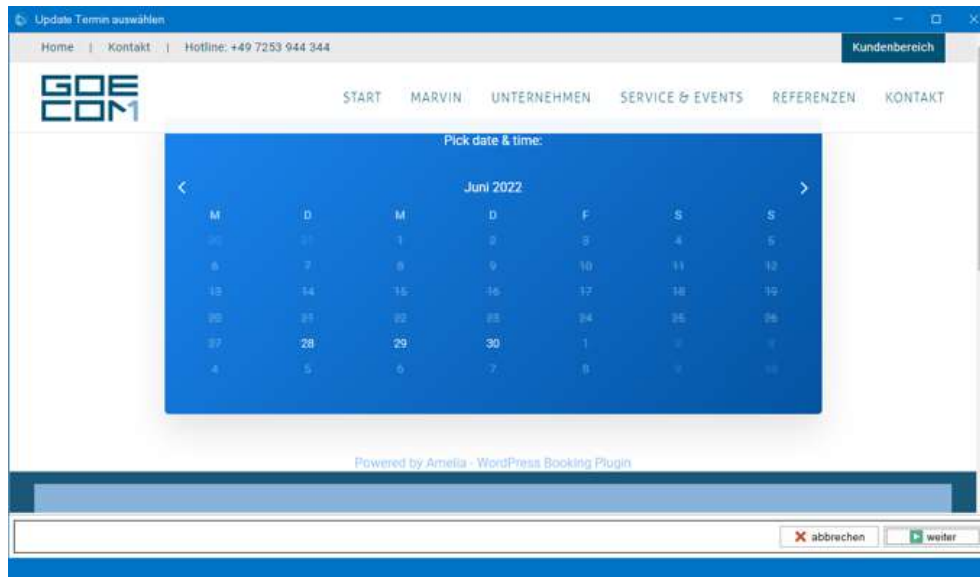 Update Termin auswählen
Home | Kontakt | Hotline: +49 7253 944 344
Kundenbereich
GOE
COM
START MARVIN UNTERNEHMEN SERVICE & EVENTS REFERENZEN KONTAKT
Pick date & time:
Juni 2022
M D M D F S S
30 31 1 2 3 4 5
6 7 8 9 10 11 12
13 14 15 16 17 18 19
20 21 22 23 24 25 26
27 28 29 30 1
4 5 6 7 8 9 10
Powered by Amelia - WordPress Booking Plugin
abbrechen weiter